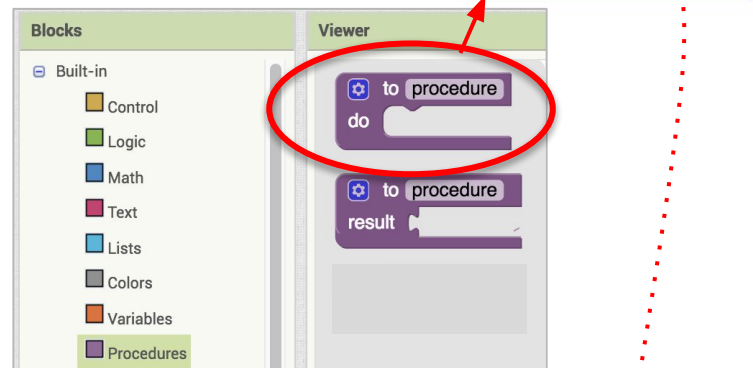 Blocks
Viewer
Built-in
Control
Logic
Math
Text
Lists
Colors
Variables
Procedures
to procedure
do
to procedure
result